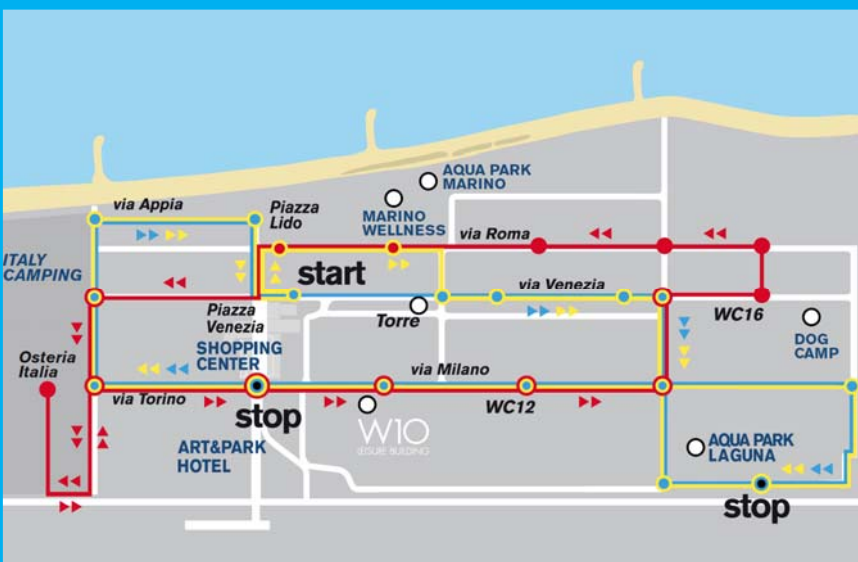 AQUA PARK
MARINO
via Appia
Piazza
Lido
MARINO
WELLNESS
via Roma
ITALY
CAMPING
start
via Venezia
Piazza
Venezia
Torre
WC16
Osteria
Italia
SHOPPING
CENTER
DOG
CAMP
via Milano
via Torino
stop
WC12
W10
LEISURE BUILDING
ART&PARK
HOTEL
AQUA PARK
LAGUNA
stop